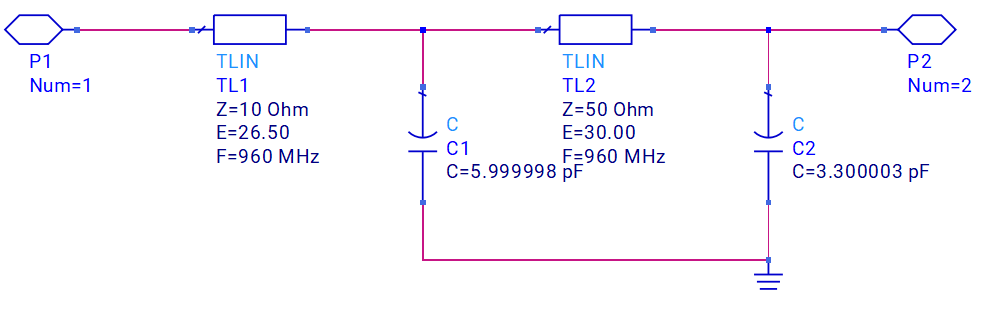 P1
Num=1
TLIN
TL1
Z=10 Ohm
E=26.50
F=960 MHz
C
C1
C=5.999998 pF
TLIN
TL2
Z=50 Ohm
E=30.00
F=960 MHz
C
C2
C=3.300003 pF
P2
Num=2